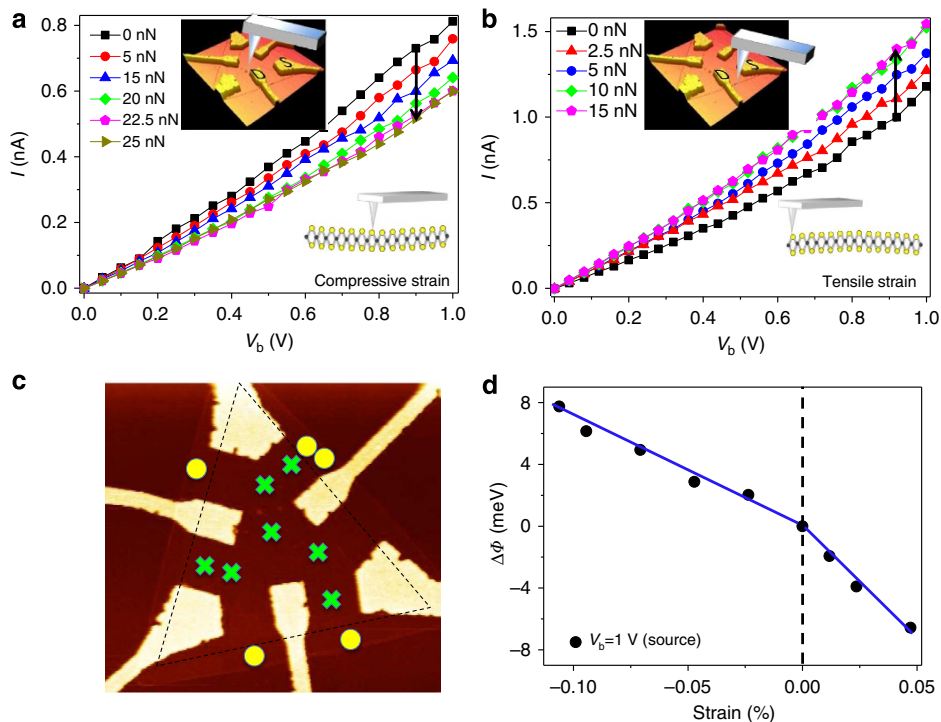 a
0 nN
5 nN
15 nN
20 nN
22.5 nN
25 nN
D
S
Compressive strain
0.8
0.6
0.4
0.2
0.0
I (nA)
0.0 0.2 0.4 0.6 0.8 1.0
Vb (V)
b
0 nN
2.5 nN
5 nN
10 nN
15 nN
D
S
Tensile strain
1.5
1.0
0.5
0.0
I (nA)
0.0 0.2 0.4 0.6 0.8 1.0
Vb (V)
c
d
8
4
0
−4
−8
ΔΦ (meV)
Vb=1 V (source)
−0.10 −0.05 0.00 0.05
Strain (%)